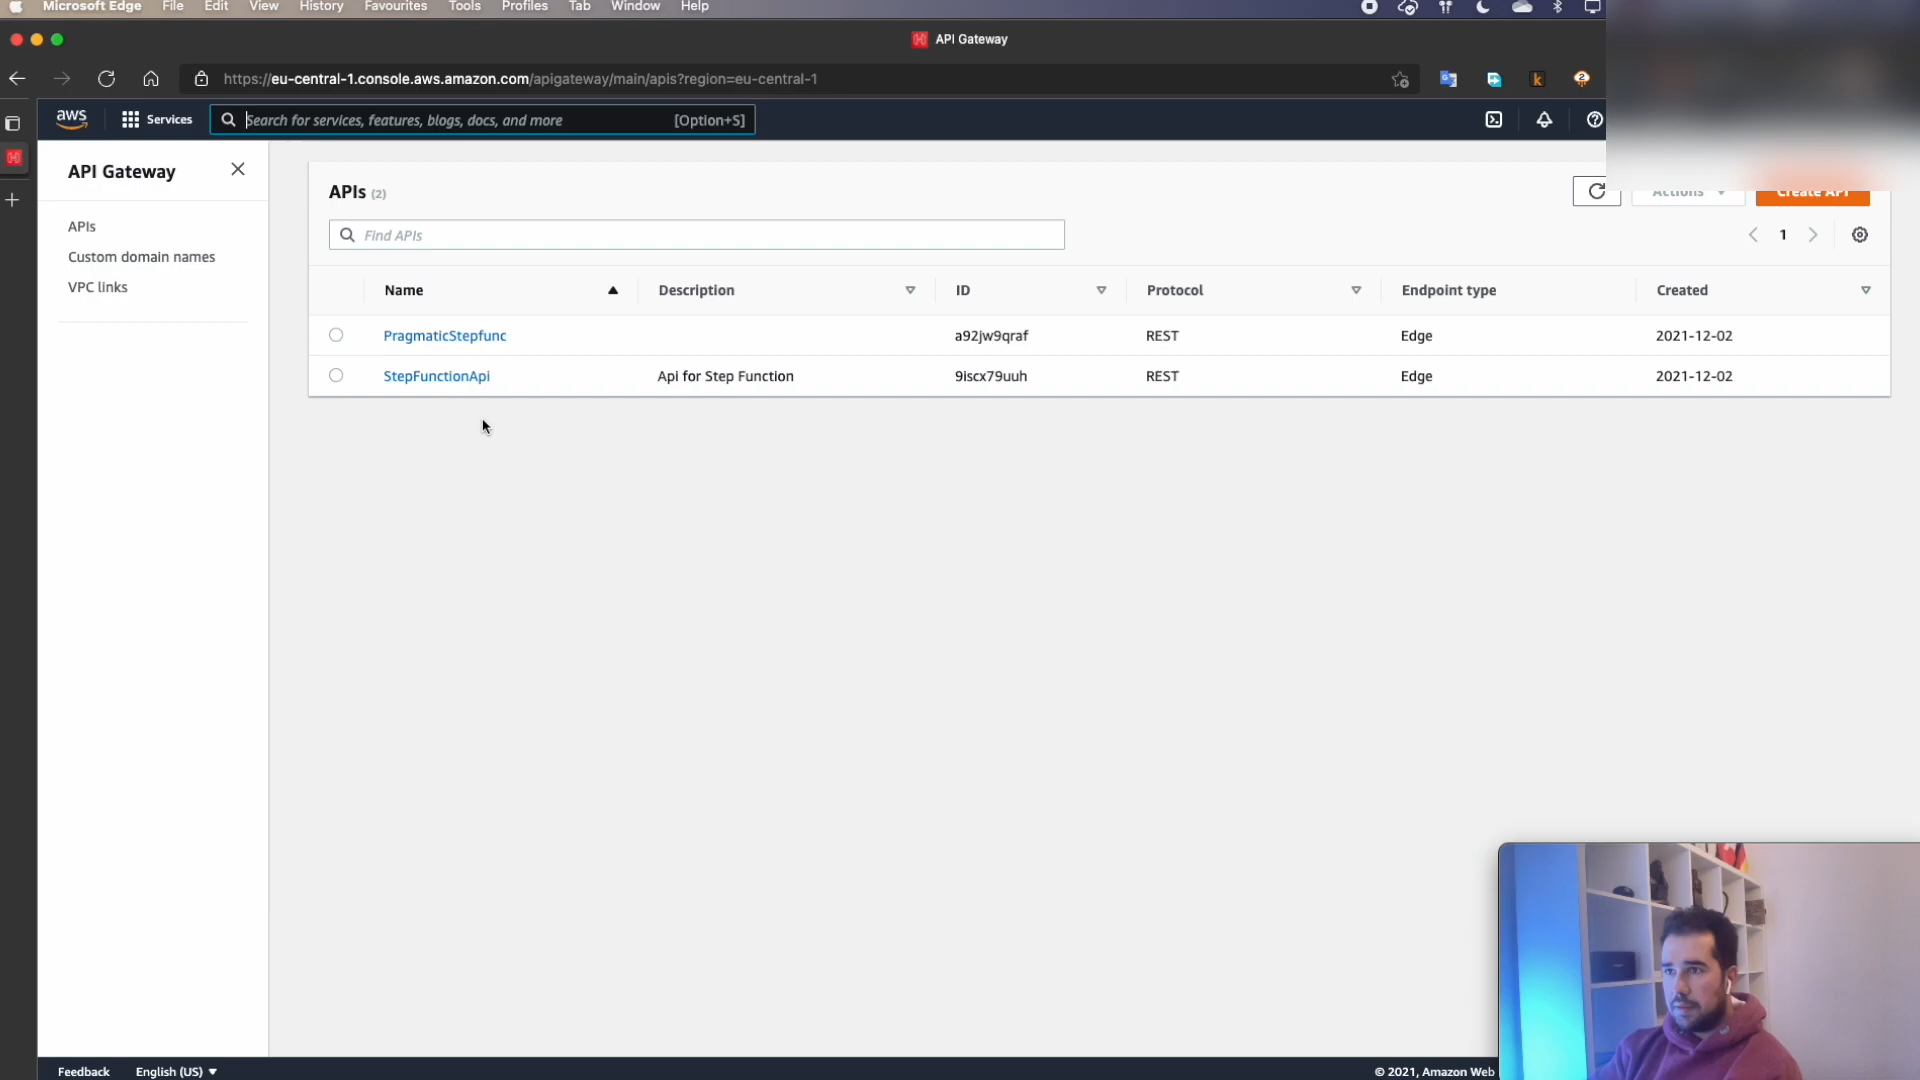 Microsoft Edge File Edit View History Favourites Tools Profiles Tab Window Help
API Gateway
https://eu-central-1.console.aws.amazon.com/apigateway/main/apis?region=eu-central-1
aws Services Search for services, features, blogs, docs, and more [Option+S]
API Gateway
APIs
Custom domain names
VPC links
APIs (2)
Actions Create API
Find APIs
1
Name Description ID Protocol Endpoint type Created
PragmaticStepfunc a92jw9qraf REST Edge 2021-12-02
StepFunctionApi Api for Step Function 9iscx79uuh REST Edge 2021-12-02
Feedback English (US) © 2021, Amazon Web